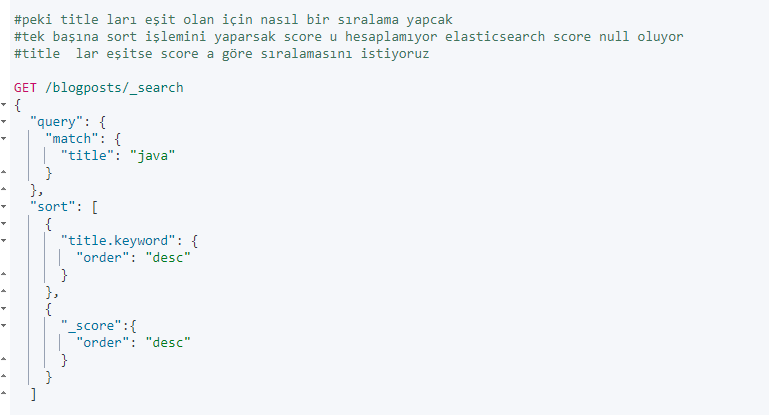 #peki title ları eşit olan için nasıl bir sıralama yapcak
#tek başına sort işlemini yaparsak score u hesaplamıyor elasticsearch score null oluyor
#title  lar eşitse score a göre sıralamasını istiyoruz

GET /blogposts/_search
{
  "query": {
    "match": {
      "title": "java"
    }
  },
  "sort": [
    {
      "title.keyword": {
        "order": "desc"
      }
    },
    {
      "_score":{
        "order": "desc"
      }
    }
  ]